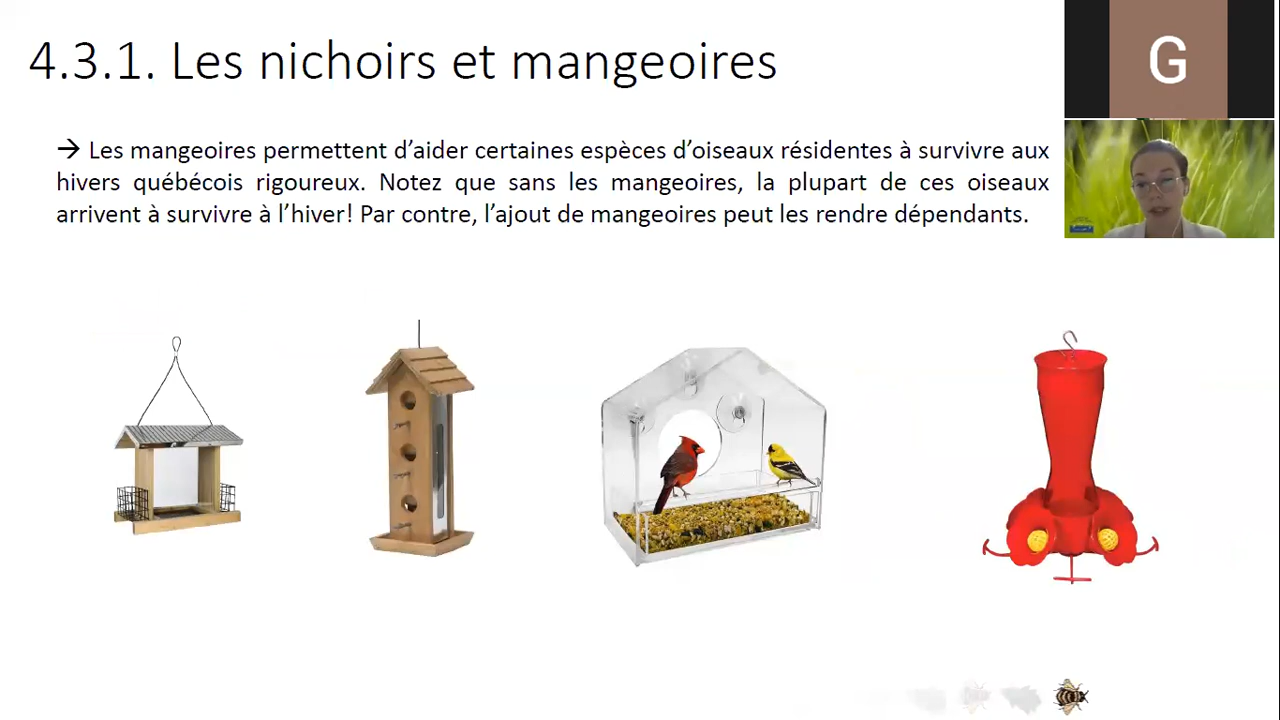 4.3.1. Les nichoirs et mangeoires
G
→ Les mangeoires permettent d’aider certaines espèces d’oiseaux résidentes à survivre aux
hivers québécois rigoureux. Notez que sans les mangeoires, la plupart de ces oiseaux
arrivent à survivre à l’hiver! Par contre, l’ajout de mangeoires peut les rendre dépendants.